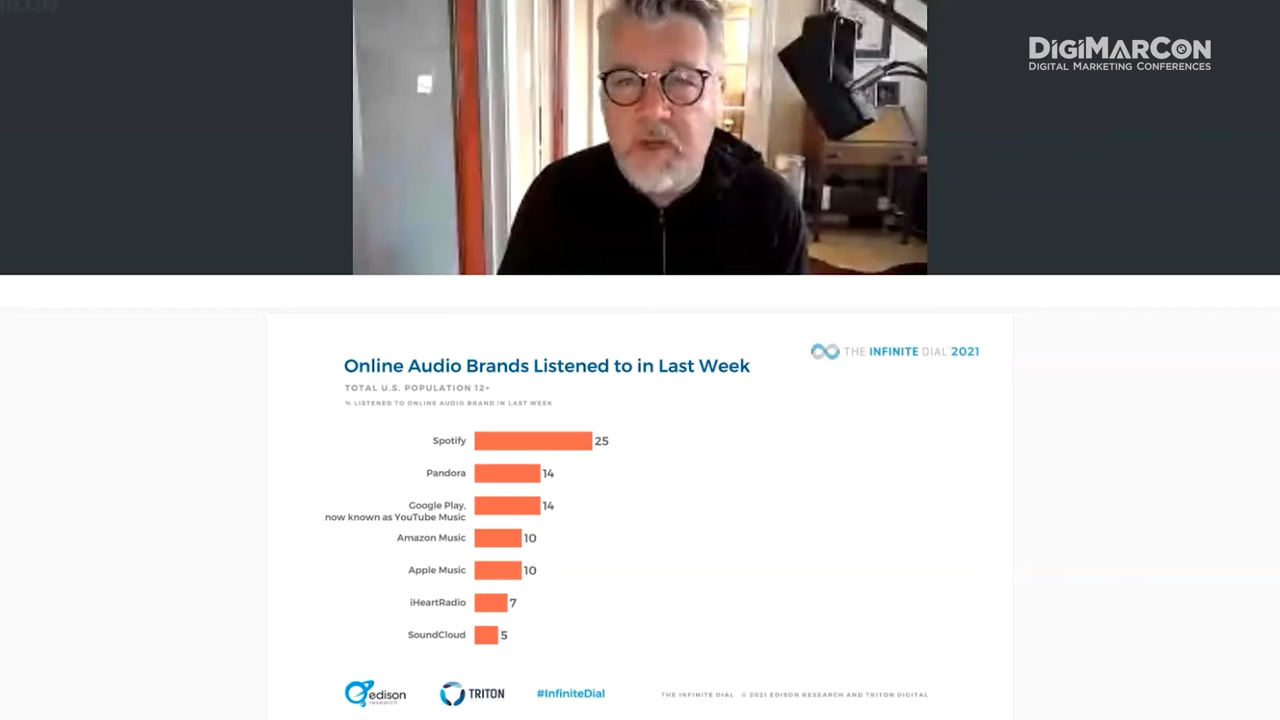 DIGIMARCON
DIGITAL MARKETING CONFERENCES
THE INFINITE DIAL 2021
Online Audio Brands Listened to in Last Week
TOTAL U.S. POPULATION 12+
% LISTENED TO ONLINE AUDIO BRAND IN LAST WEEK
Spotify 25
Pandora 14
Google Play, 14
now known as YouTube Music
Amazon Music 10
Apple Music 10
iHeartRadio 7
SoundCloud 5
edison
research
TRITON
#InfiniteDial
THE INFINITE DIAL © 2021 EDISON RESEARCH AND TRITON DIGITAL